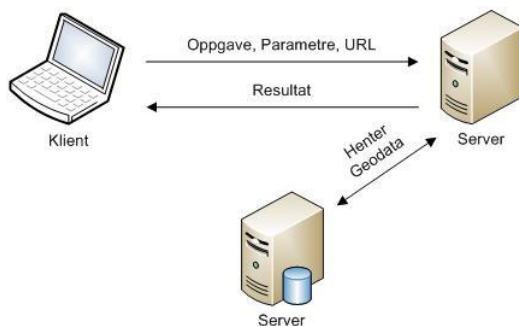 Oppgave, Parametre, URL
Resultat
Klient
Server
Henter
Geodata
Server